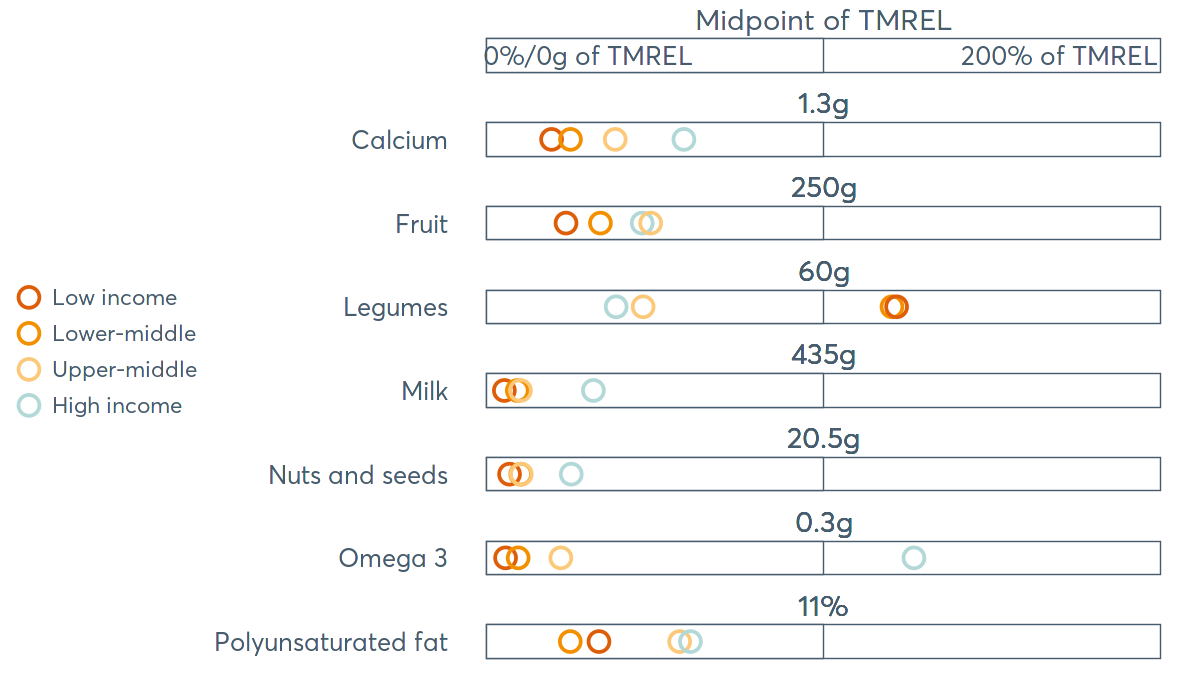 Midpoint of TMREL
0%/0g of TMREL
200% of TMREL
1.3g
Calcium
250g
Fruit
60g
Legumes
435g
Milk
20.5g
Nuts and seeds
0.3g
Omega 3
11%
Polyunsaturated fat
Low income
Lower-middle
Upper-middle
High income